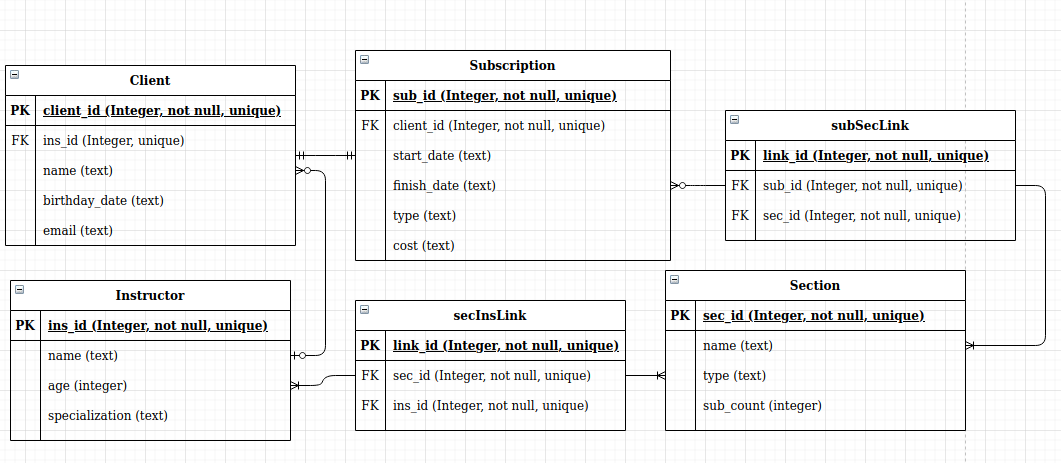 Client
PK client_id (Integer, not null, unique)
FK ins_id (Integer, unique)
name (text)
birthday_date (text)
email (text)
Subscription
PK sub_id (Integer, not null, unique)
FK client_id (Integer, not null, unique)
start_date (text)
finish_date (text)
type (text)
cost (text)
subSecLink
PK link_id (Integer, not null, unique)
FK sub_id (Integer, not null, unique)
FK sec_id (Integer, not null, unique)
Instructor
PK ins_id (Integer, not null, unique)
name (text)
age (integer)
specialization (text)
secInsLink
PK link_id (Integer, not null, unique)
FK sec_id (Integer, not null, unique)
FK ins_id (Integer, not null, unique)
Section
PK sec_id (Integer, not null, unique)
name (text)
type (text)
sub_count (integer)